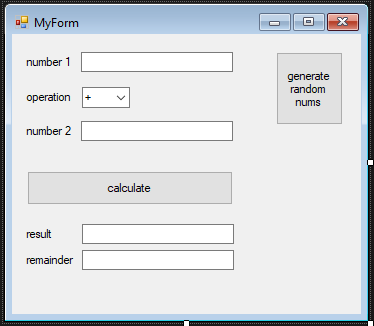 MyForm
number 1
generate
random
nums
operation +
number 2
calculate
result
remainder